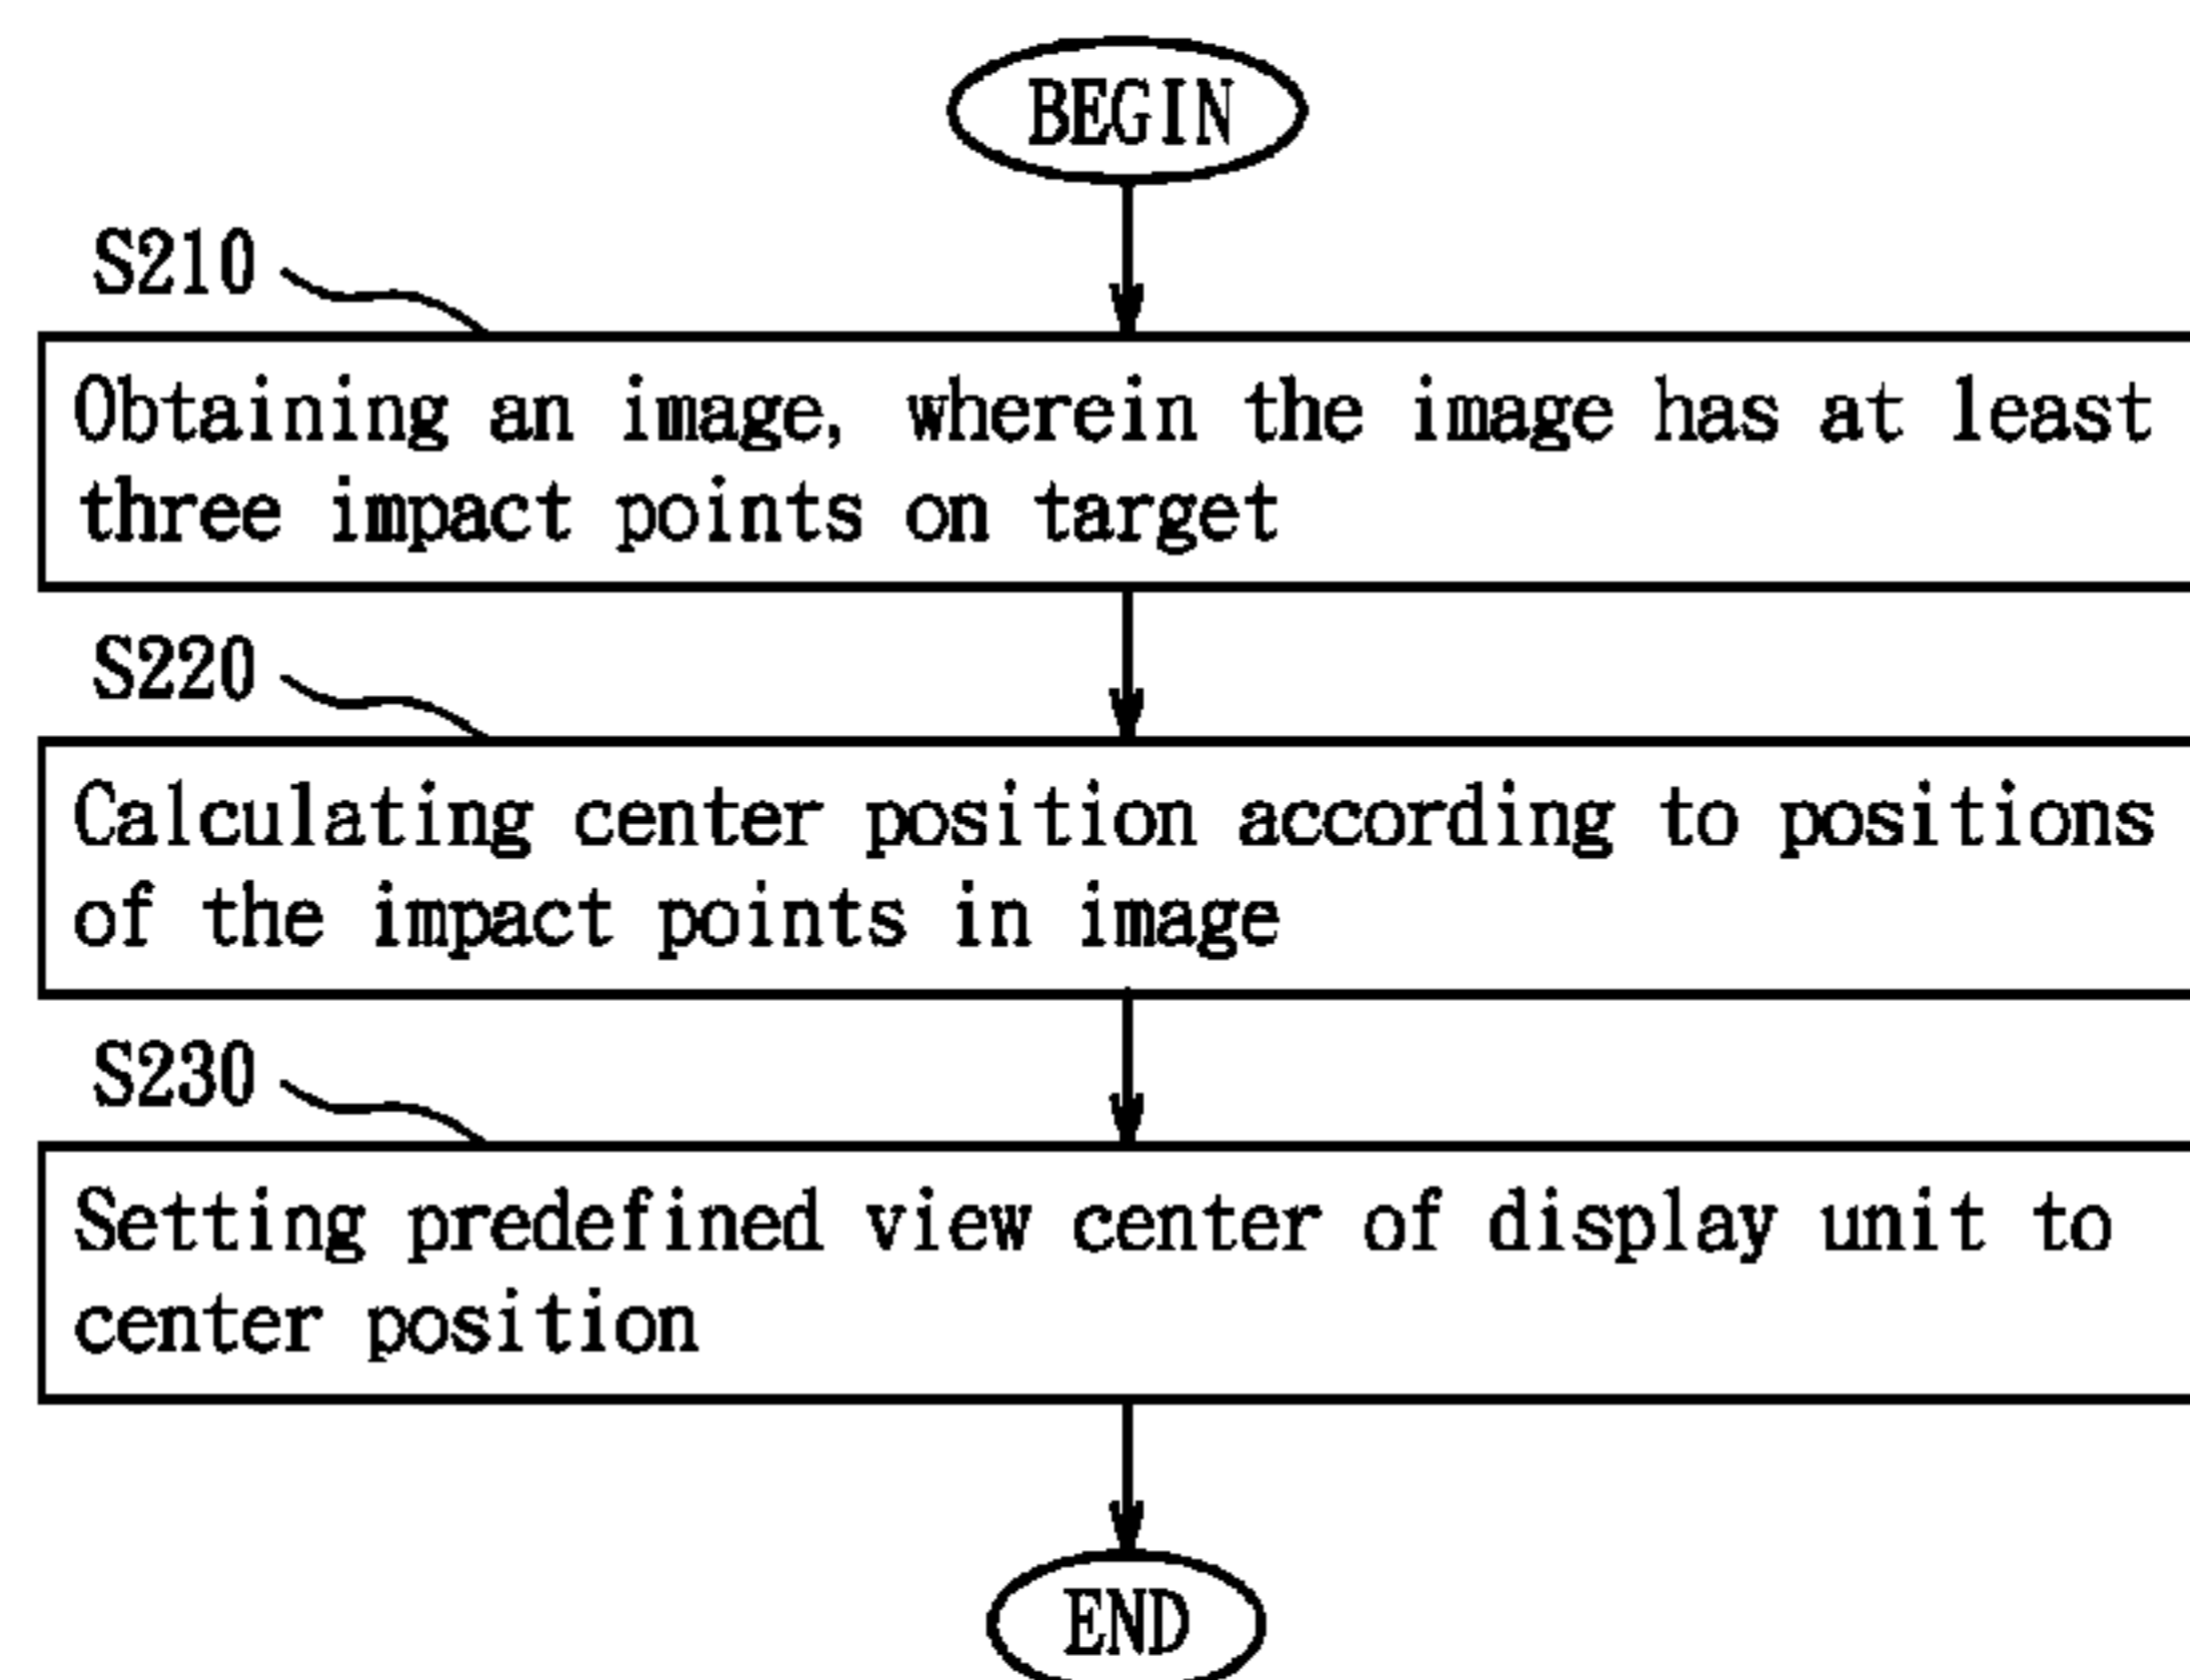 BEGIN
S210
Obtaining an image, wherein the image has at least
three impact points on target
S220
Calculating center position according to positions
of the impact points in image
S230
Setting predefined view center of display unit to
center position
END